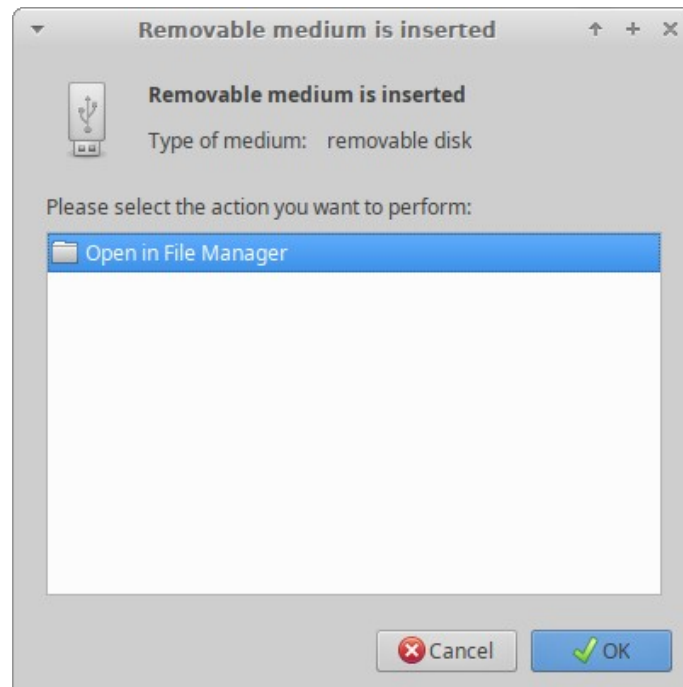 Removable medium is inserted
Removable medium is inserted
Type of medium: removable disk
Please select the action you want to perform:
Open in File Manager
Cancel
OK